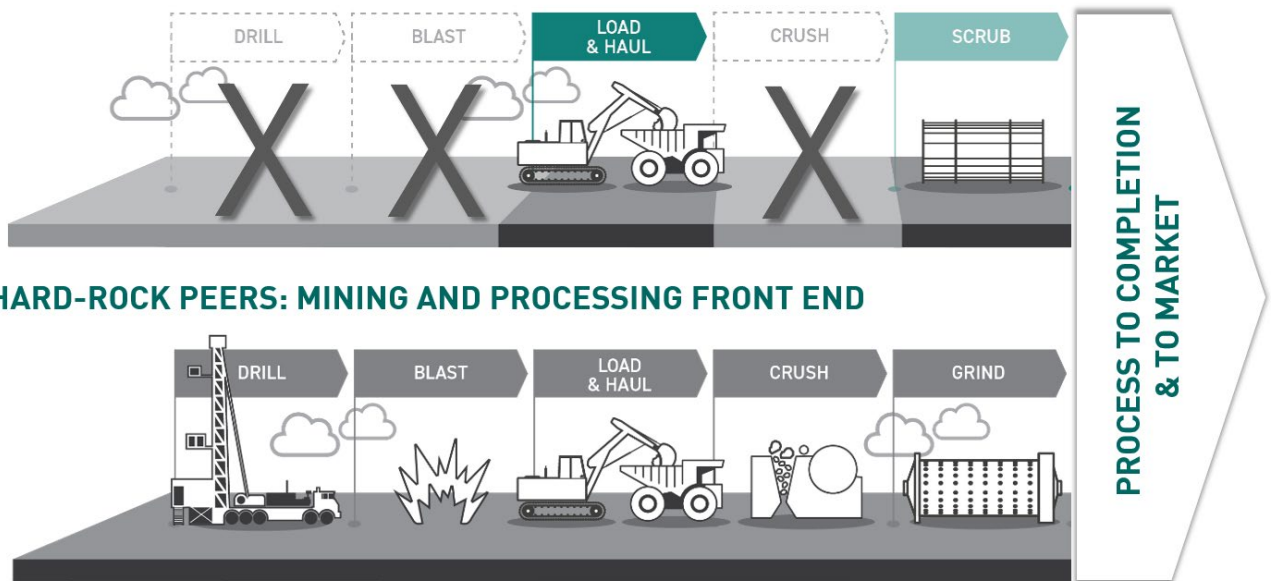 DRILL
BLAST
LOAD
& HAUL
CRUSH
SCRUB
HARD-ROCK PEERS: MINING AND PROCESSING FRONT END
DRILL
BLAST
LOAD
& HAUL
CRUSH
GRIND
PROCESS TO COMPLETION
& TO MARKET